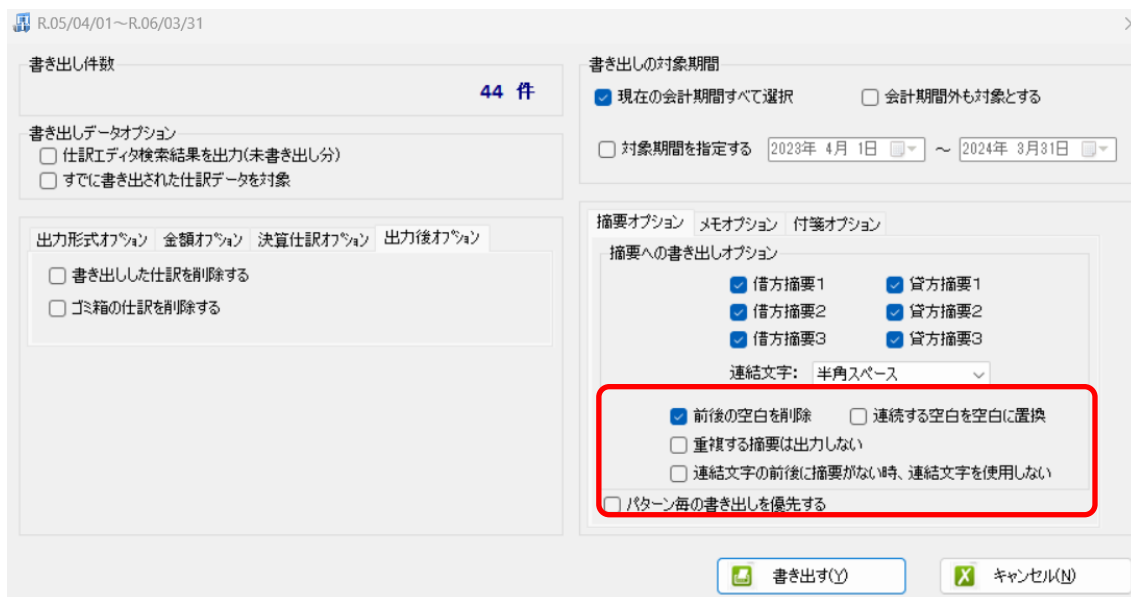 R.05/04/01～R.06/03/31
書き出し件数
44 件
書き出しデータオプション
仕訳エディタ検索結果を出力(未書き出し分)
すでに書き出された仕訳データを対象
出力形式オプション 金額オプション 決算仕訳オプション 出力後オプション
書き出しした仕訳を削除する
ゴミ箱の仕訳を削除する
書き出しの対象期間
現在の会計期間すべて選択 会計期間外も対象とする
対象期間を指定する 2023年 4月 1日 ～ 2024年 3月31日
摘要オプション メモオプション 付箋オプション
摘要への書き出しオプション
借方摘要1 貸方摘要1
借方摘要2 貸方摘要2
借方摘要3 貸方摘要3
連結文字： 半角スペース
前後の空白を削除 連続する空白を空白に置換
重複する摘要は出力しない
連結文字の前後に摘要がない時、連結文字を使用しない
パターン毎の書き出しを優先する
書き出す(Y) キャンセル(N)